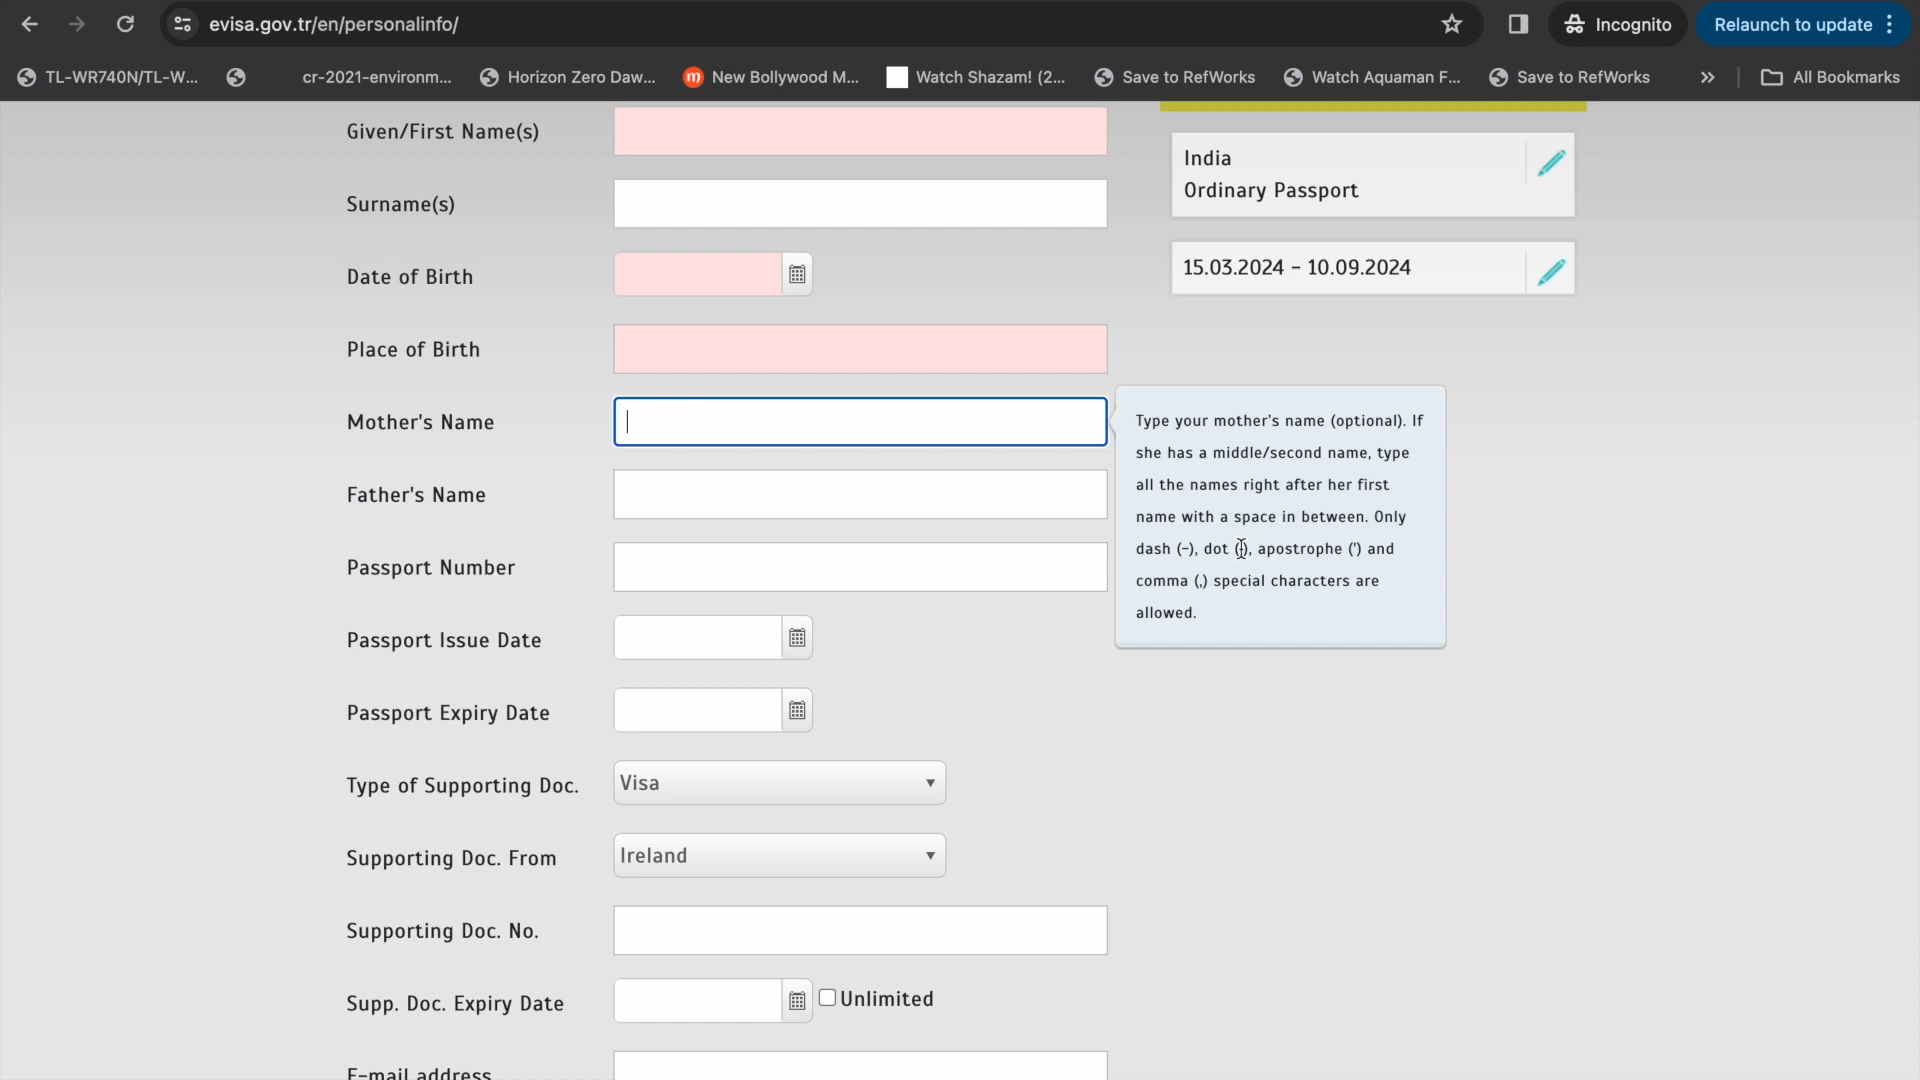 evisa.gov.tr/en/personalinfo/
Incognito
Relaunch to update
TL-WR740N/TL-W...
cr-2021-environm...
Horizon Zero Daw...
New Bollywood M...
Watch Shazam! (2...
Save to RefWorks
Watch Aquaman F...
Save to RefWorks
All Bookmarks
Given/First Name(s)
Surname(s)
Date of Birth
Place of Birth
Mother's Name
Father's Name
Passport Number
Passport Issue Date
Passport Expiry Date
Type of Supporting Doc.
Visa
Supporting Doc. From
Ireland
Supporting Doc. No.
Supp. Doc. Expiry Date
Unlimited
E-mail address
India
Ordinary Passport
15.03.2024 - 10.09.2024
Type your mother's name (optional). If
she has a middle/second name, type
all the names right after her first
name with a space in between. Only
dash (-), dot (.), apostrophe (') and
comma (,) special characters are
allowed.